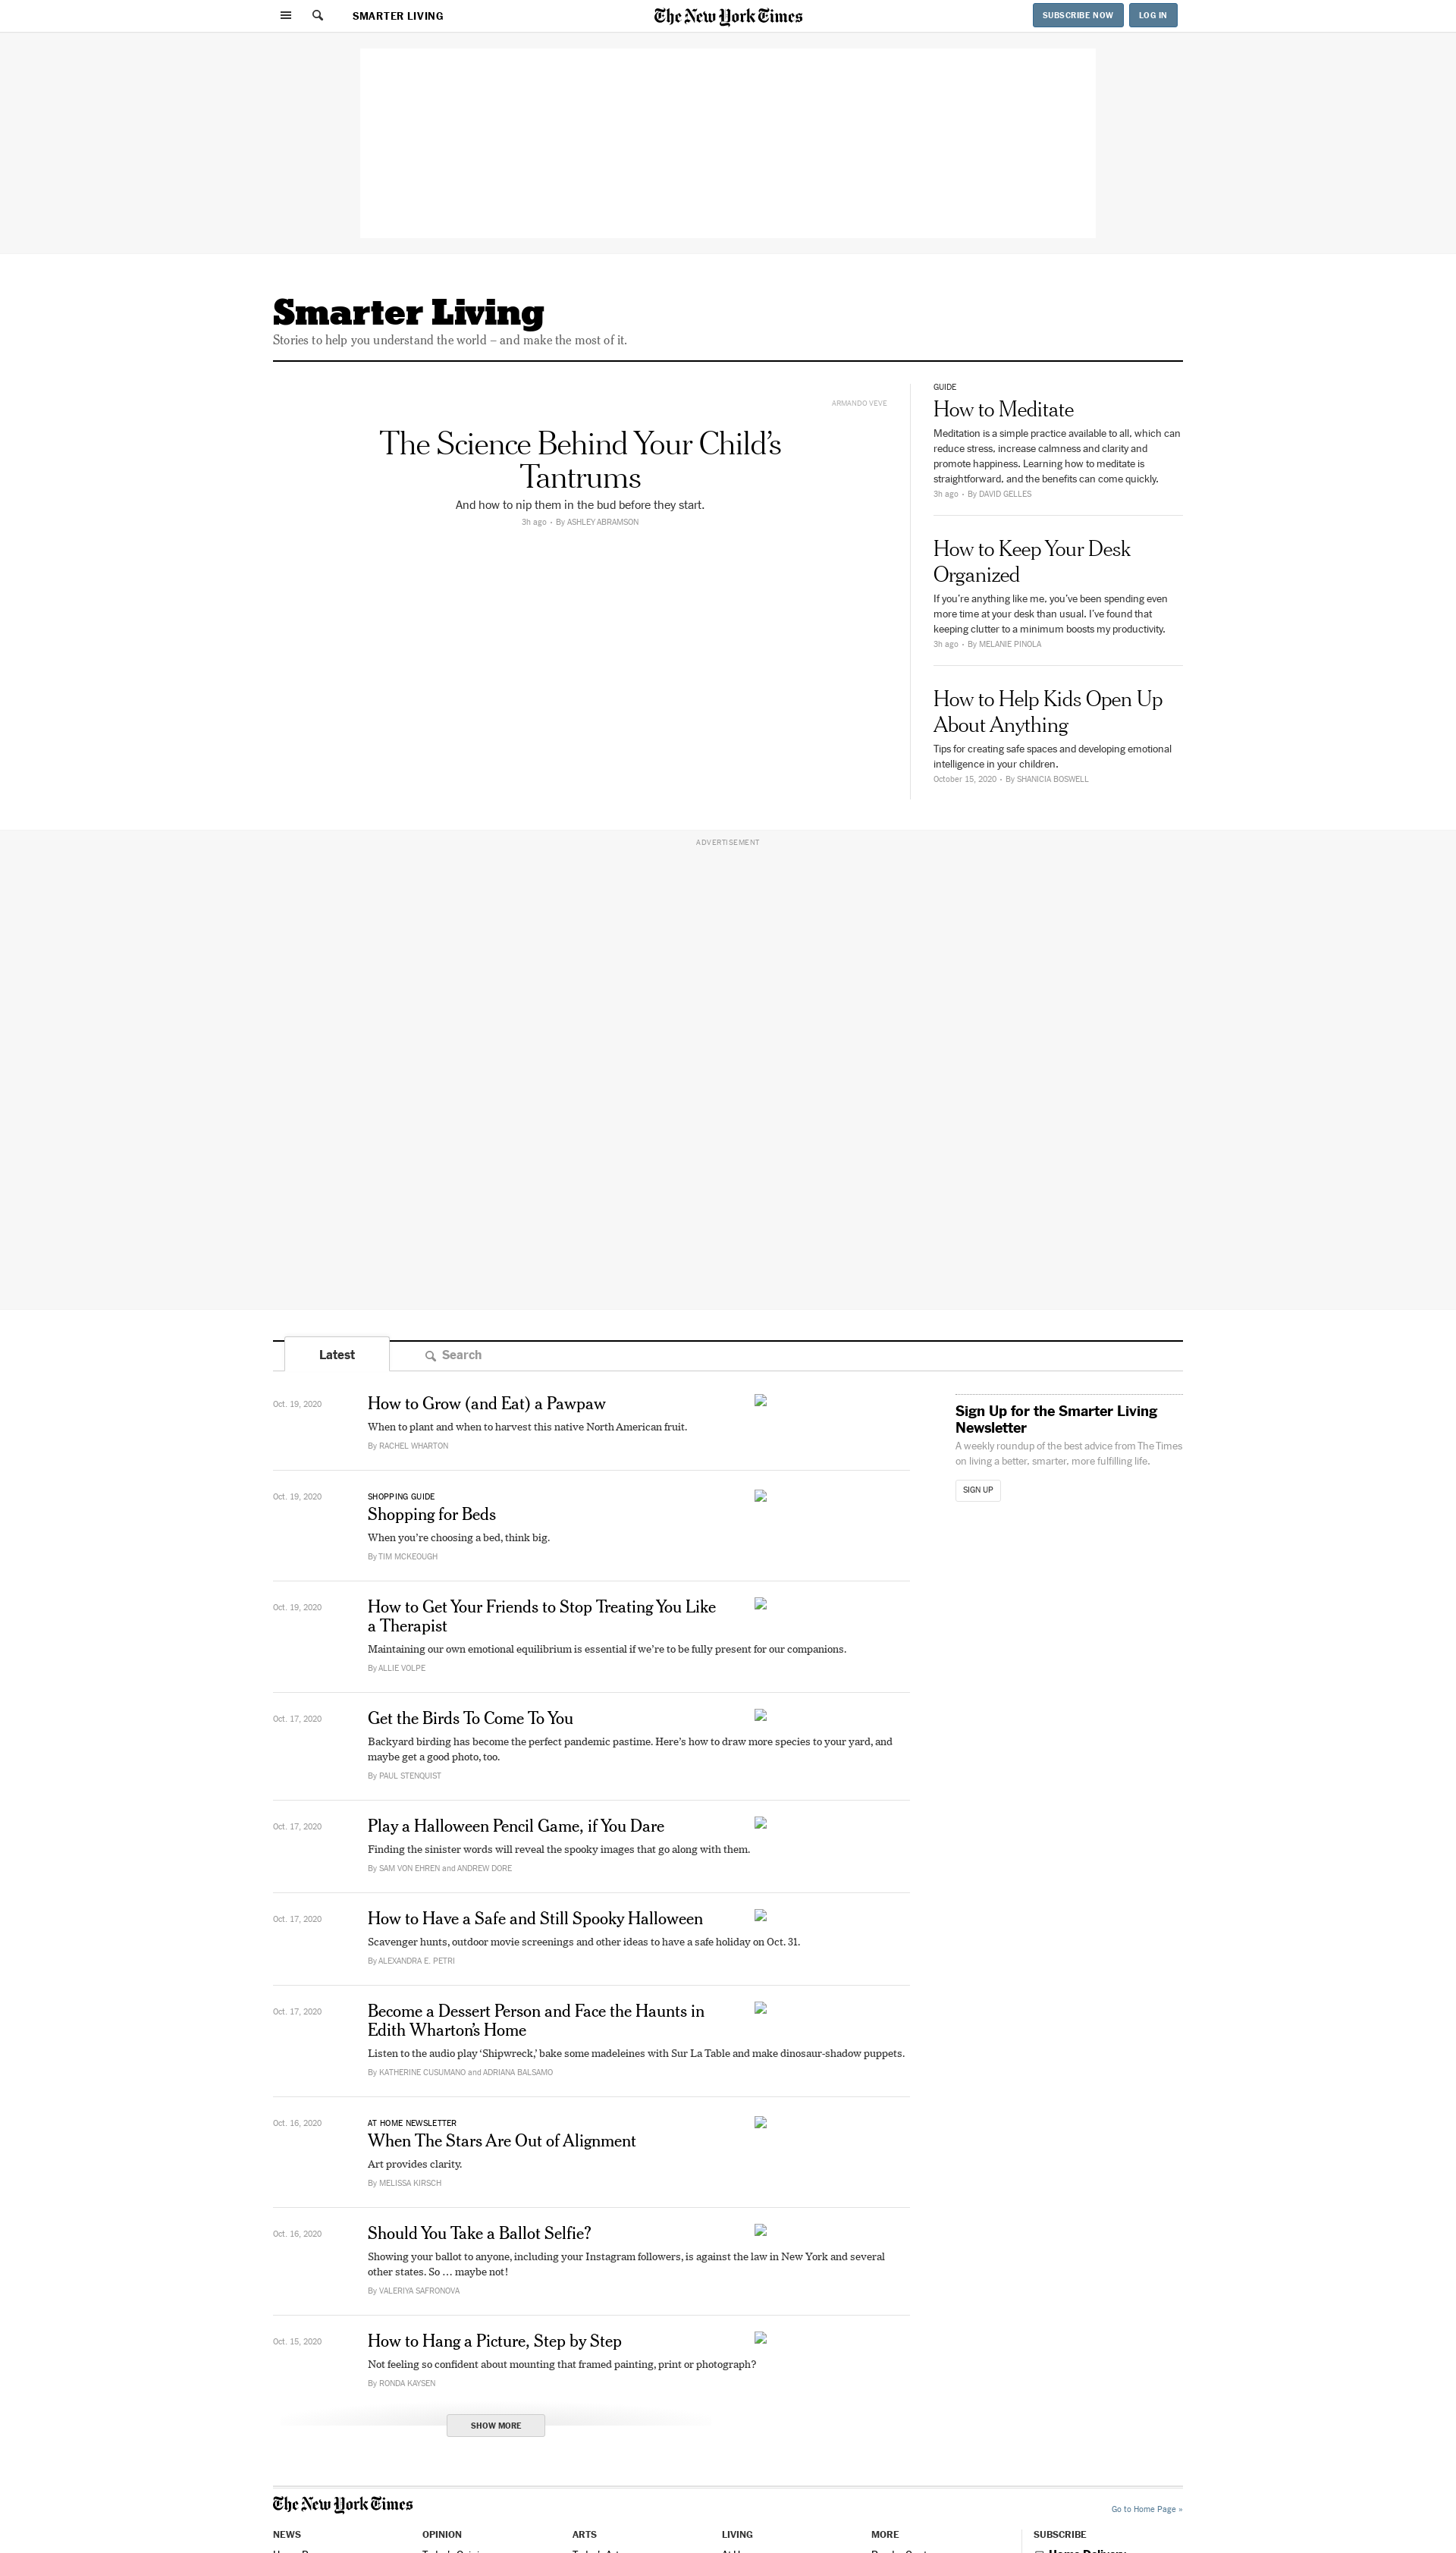 SMARTER LIVING
The New York Times
SUBSCRIBE NOW
LOG IN
Smarter Living
Stories to help you understand the world – and make the most of it.
ARMANDO VEVE
The Science Behind Your Child’s
Tantrums
And how to nip them in the bud before they start.
3h ago • By ASHLEY ABRAMSON
GUIDE
How to Meditate
Meditation is a simple practice available to all, which can
reduce stress, increase calmness and clarity and
promote happiness. Learning how to meditate is
straightforward, and the benefits can come quickly.
3h ago • By DAVID GELLES
How to Keep Your Desk
Organized
If you’re anything like me, you’ve been spending even
more time at your desk than usual. I’ve found that
keeping clutter to a minimum boosts my productivity.
3h ago • By MELANIE PINOLA
How to Help Kids Open Up
About Anything
Tips for creating safe spaces and developing emotional
intelligence in your children.
October 15, 2020 • By SHANICIA BOSWELL
ADVERTISEMENT
Latest
Search
Oct. 19, 2020
How to Grow (and Eat) a Pawpaw
When to plant and when to harvest this native North American fruit.
By RACHEL WHARTON
Oct. 19, 2020
SHOPPING GUIDE
Shopping for Beds
When you’re choosing a bed, think big.
By TIM MCKEOUGH
Oct. 19, 2020
How to Get Your Friends to Stop Treating You Like
a Therapist
Maintaining our own emotional equilibrium is essential if we’re to be fully present for our companions.
By ALLIE VOLPE
Oct. 17, 2020
Get the Birds To Come To You
Backyard birding has become the perfect pandemic pastime. Here’s how to draw more species to your yard, and
maybe get a good photo, too.
By PAUL STENQUIST
Oct. 17, 2020
Play a Halloween Pencil Game, if You Dare
Finding the sinister words will reveal the spooky images that go along with them.
By SAM VON EHREN and ANDREW DORE
Oct. 17, 2020
How to Have a Safe and Still Spooky Halloween
Scavenger hunts, outdoor movie screenings and other ideas to have a safe holiday on Oct. 31.
By ALEXANDRA E. PETRI
Oct. 17, 2020
Become a Dessert Person and Face the Haunts in
Edith Wharton’s Home
Listen to the audio play ‘Shipwreck,’ bake some madeleines with Sur La Table and make dinosaur-shadow puppets.
By KATHERINE CUSUMANO and ADRIANA BALSAMO
Oct. 16, 2020
AT HOME NEWSLETTER
When The Stars Are Out of Alignment
Art provides clarity.
By MELISSA KIRSCH
Oct. 16, 2020
Should You Take a Ballot Selfie?
Showing your ballot to anyone, including your Instagram followers, is against the law in New York and several
other states. So … maybe not!
By VALERIYA SAFRONOVA
Oct. 15, 2020
How to Hang a Picture, Step by Step
Not feeling so confident about mounting that framed painting, print or photograph?
By RONDA KAYSEN
SHOW MORE
Sign Up for the Smarter Living
Newsletter
A weekly roundup of the best advice from The Times
on living a better, smarter, more fulfilling life.
SIGN UP
The New York Times
Go to Home Page »
NEWS
OPINION
ARTS
LIVING
MORE
SUBSCRIBE